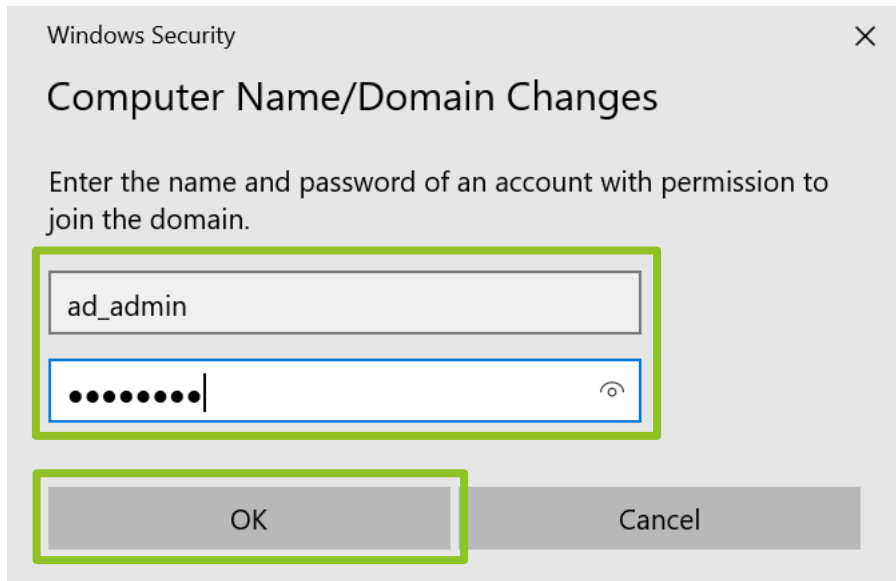 Windows Security
Computer Name/Domain Changes
Enter the name and password of an account with permission to
join the domain.
ad_admin
●●●●●●●●
OK
Cancel